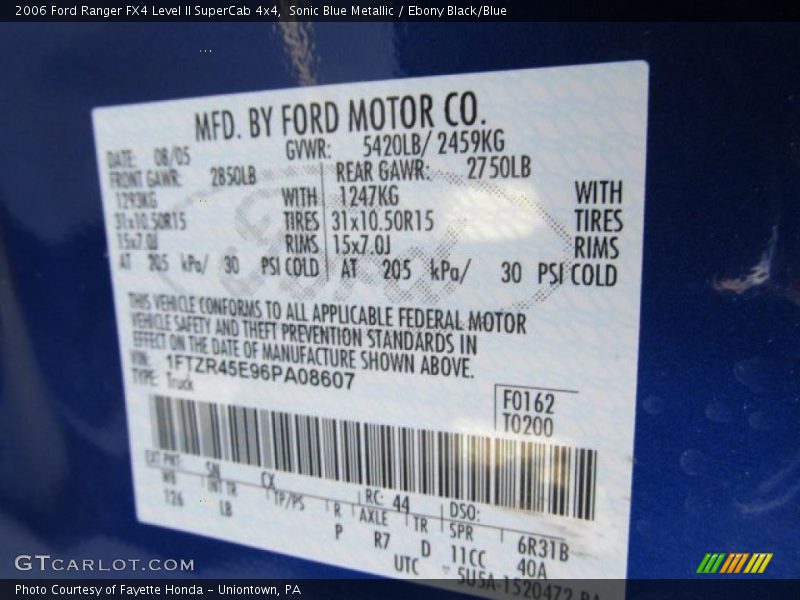 2006 Ford Ranger FX4 Level II SuperCab 4x4, Sonic Blue Metallic / Ebony Black/Blue
MFD. BY FORD MOTOR CO.
DATE: 08/05 GVWR: 5420LB/ 2459KG
FRONT GAWR: 2850LB REAR GAWR: 2750LB
1293KG WITH 1247KG WITH
31x10.50R15 TIRES 31x10.50R15 TIRES
15x7.0J RIMS 15x7.0J RIMS
AT 205 kPa/ 30 PSI COLD AT 205 kPa/ 30 PSI COLD
THIS VEHICLE CONFORMS TO ALL APPLICABLE FEDERAL MOTOR
VEHICLE SAFETY AND THEFT PREVENTION STANDARDS IN
EFFECT ON THE DATE OF MANUFACTURE SHOWN ABOVE.
VIN: 1FTZR45E96PA08607
TYPE: Truck
F0162
T0200
EXT PNT: SN CX RC: 44 DSO:
WB INT TR TP/PS R AXLE TR SPR 6R31B
126 LB P R7 D 11CC 40A
UTC 5U5A-1520472-
GTCARLOT.COM
Photo Courtesy of Fayette Honda - Uniontown, PA